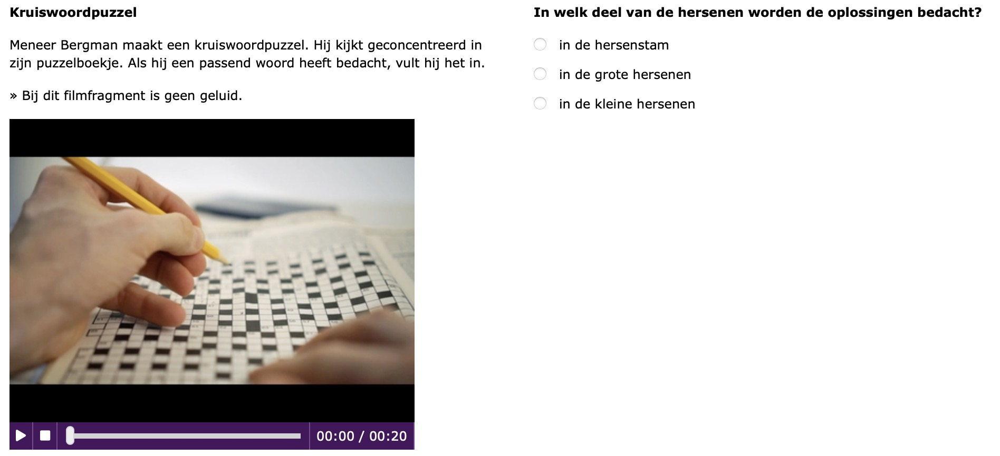 Kruiswoordpuzzel
Meneer Bergman maakt een kruiswoordpuzzel. Hij kijkt geconcentreerd in
zijn puzzelboekje. Als hij een passend woord heeft bedacht, vult hij het in.
» Bij dit filmfragment is geen geluid.
00:00 / 00:20
In welk deel van de hersenen worden de oplossingen bedacht?
in de hersenstam
in de grote hersenen
in de kleine hersenen